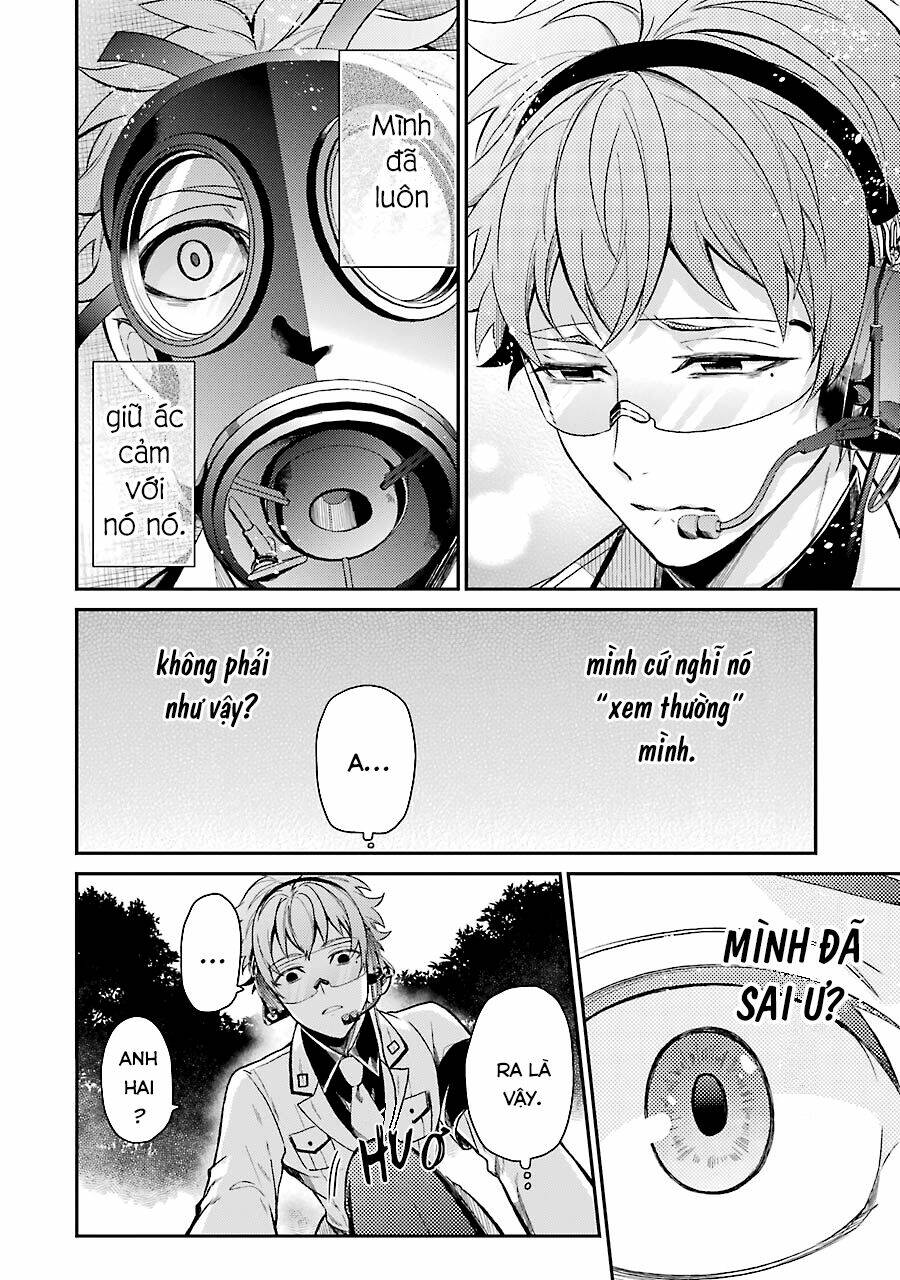 Mình
đã
luôn
giữ ác
cảm
với
nó nó.
mình cứ nghĩ nó
"xem thường"
mình.
không phải
như vậy?
A...
MÌNH ĐÃ
SAI Ư?
RA LÀ
VẬY.
...
ANH
HAI
?
HUƠ